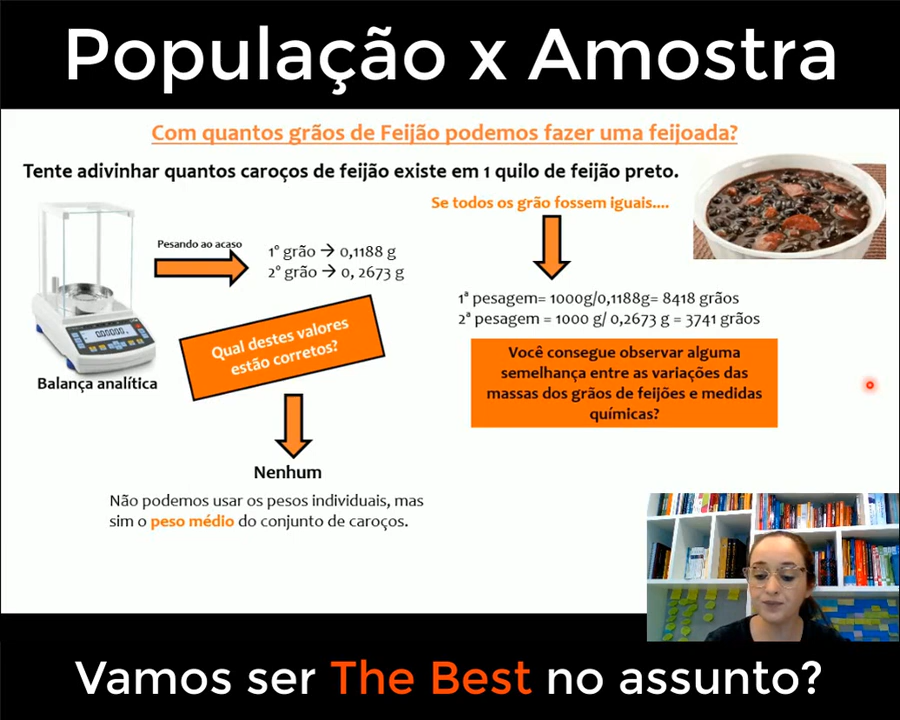 População x Amostra
Com quantos grãos de Feijão podemos fazer uma feijoada?
Tente adivinhar quantos caroços de feijão existe em 1 quilo de feijão preto.
Pesando ao acaso
1° grão → 0,1188 g
2° grão → 0, 2673 g
Balança analítica
Qual destes valores
estão corretos?
Nenhum
Não podemos usar os pesos individuais, mas
sim o peso médio do conjunto de caroços.
Se todos os grão fossem iguais....
1ª pesagem= 1000g/0,1188g= 8418 grãos
2ª pesagem = 1000 g/ 0,2673 g = 3741 grãos
Você consegue observar alguma
semelhança entre as variações das
massas dos grãos de feijões e medidas
químicas?
Vamos ser The Best no assunto?